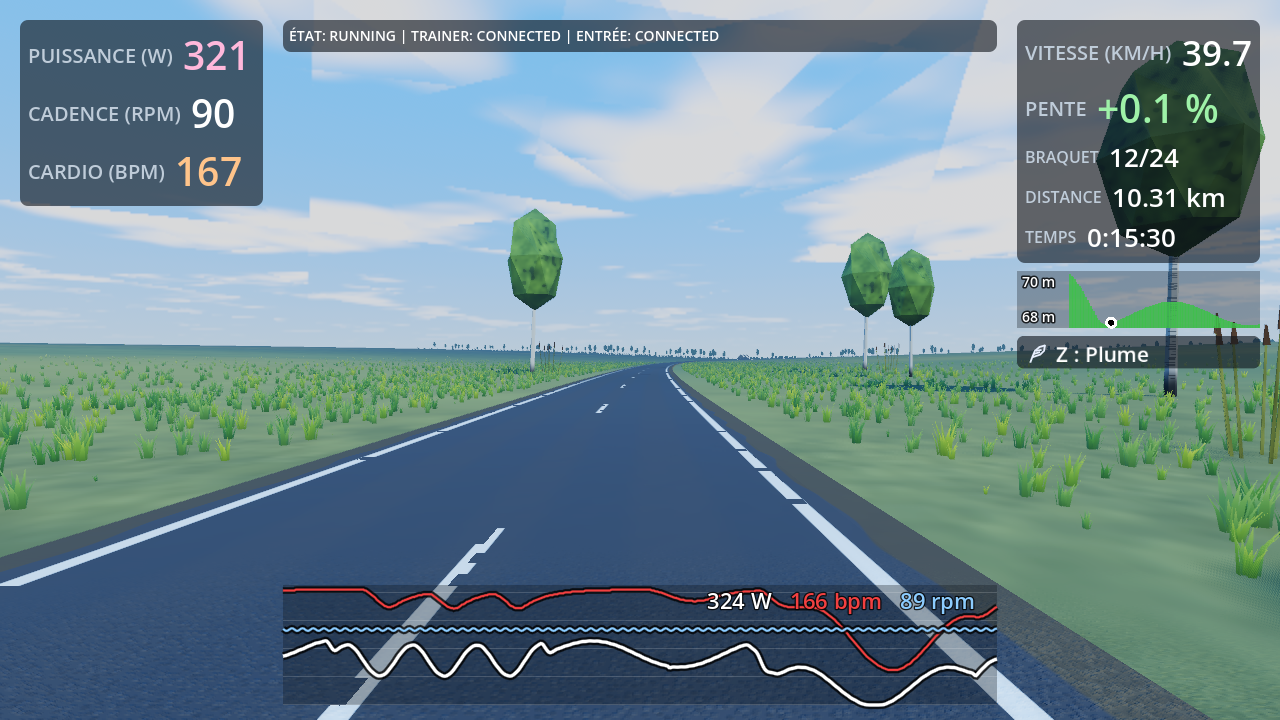 PUISSANCE (W) 321
CADENCE (RPM) 90
CARDIO (BPM) 167
ÉTAT: RUNNING | TRAINER: CONNECTED | ENTRÉE: CONNECTED
VITESSE (KM/H) 39.7
PENTE +0.1 %
BRAQUET 12/24
DISTANCE 10.31 km
TEMPS 0:15:30
70 m
68 m
Z : Plume
324 W 166 bpm 89 rpm